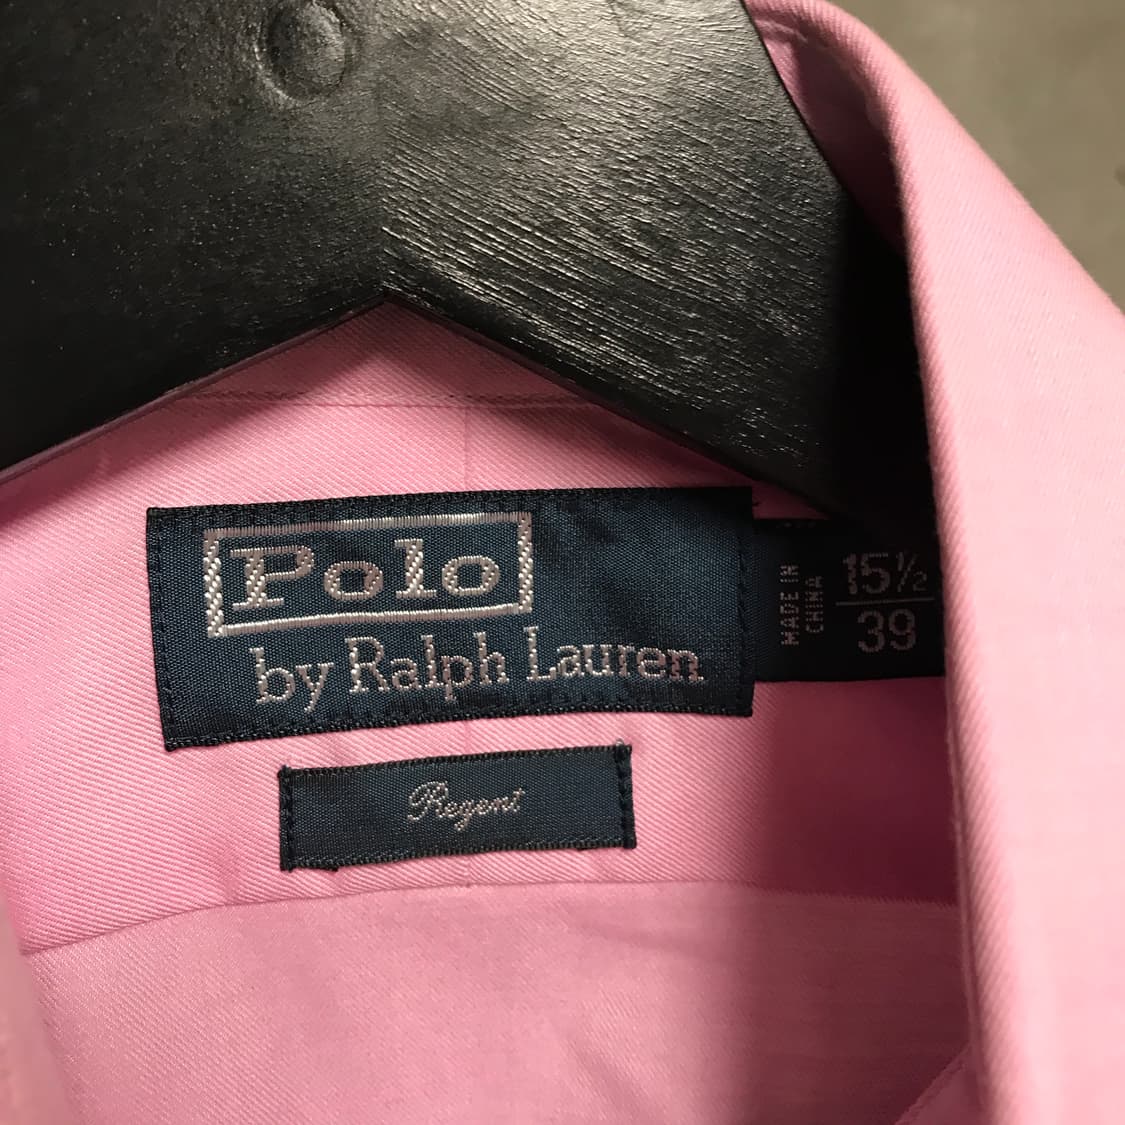 Polo
by Ralph Lauren
MADE IN
CHINA
15½
39
Regent